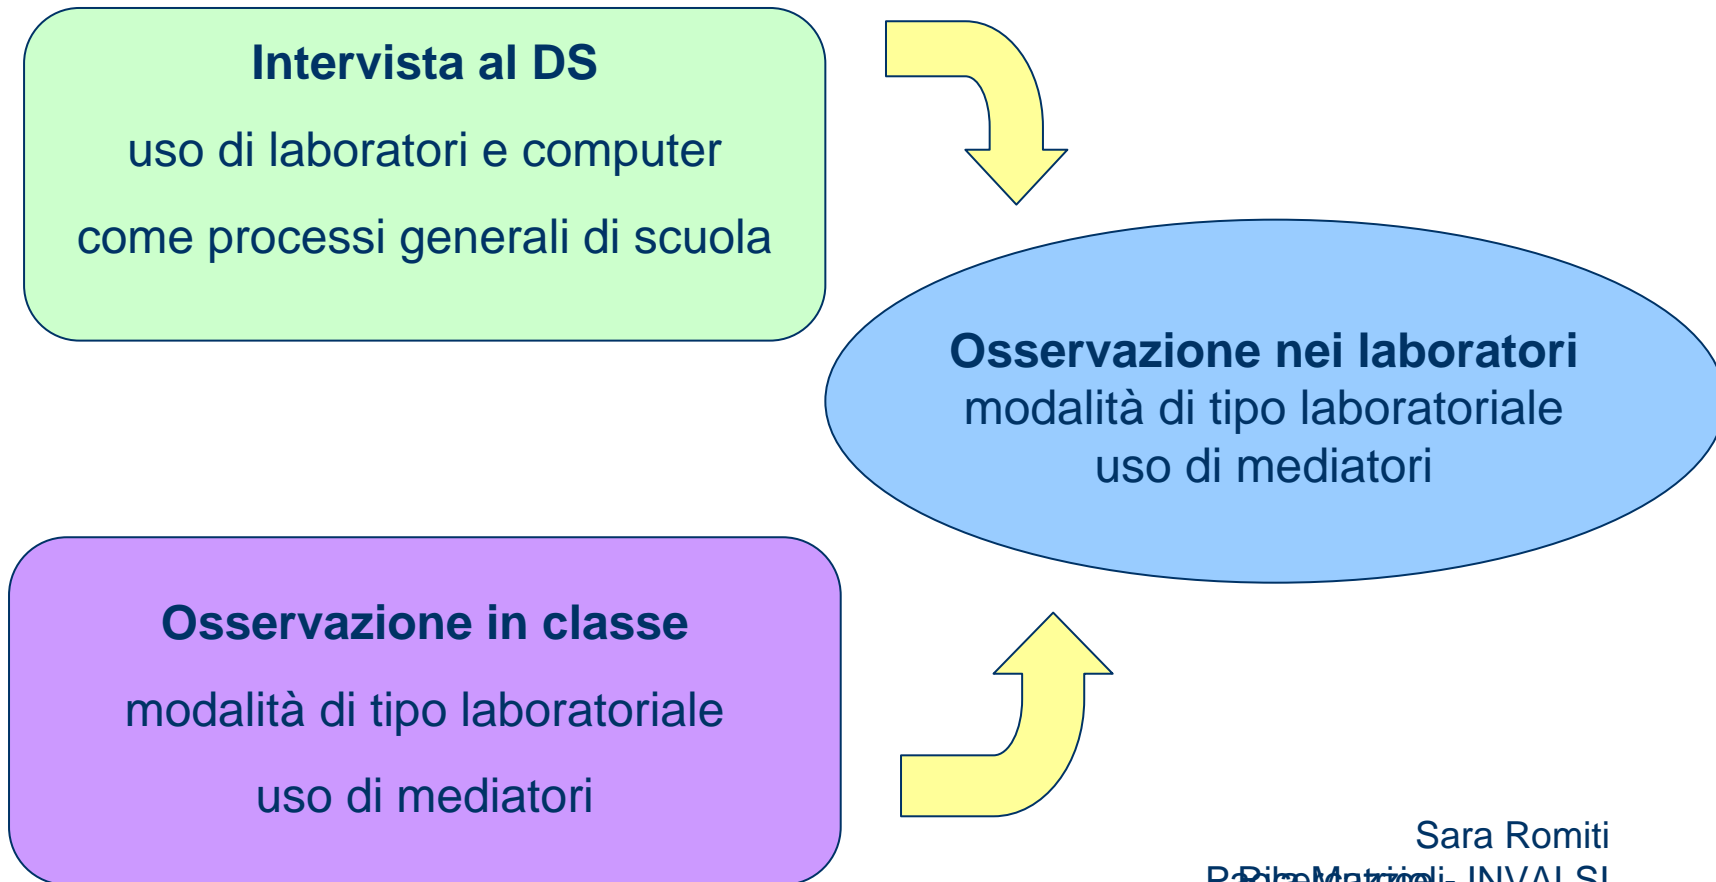 Intervista al DS
uso di laboratori e computer
come processi generali di scuola
Osservazione nei laboratori
modalità di tipo laboratoriale
uso di mediatori
Osservazione in classe
modalità di tipo laboratoriale
uso di mediatori
Sara Romiti
- INVALSI